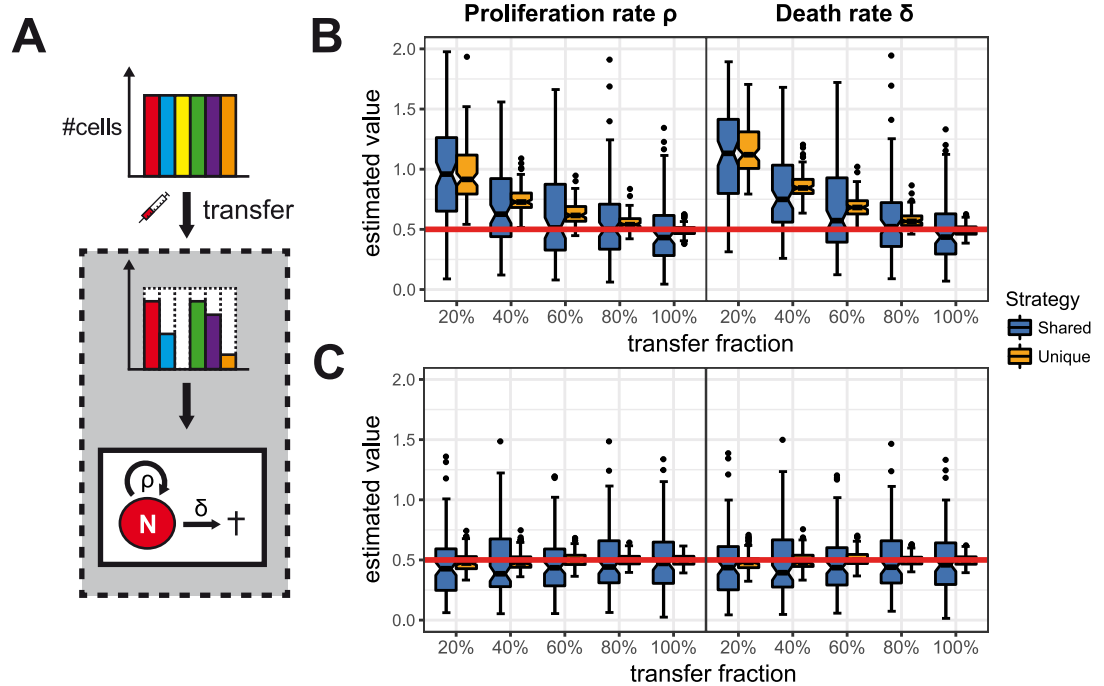 A
#cells
transfer
ρ
N
δ
†
B
Proliferation rate ρ
Death rate δ
estimated value
2.0
1.5
1.0
0.5
0.0
20% 40% 60% 80% 100% 20% 40% 60% 80% 100%
transfer fraction
Strategy
Shared
Unique
C
estimated value
2.0
1.5
1.0
0.5
0.0
20% 40% 60% 80% 100% 20% 40% 60% 80% 100%
transfer fraction